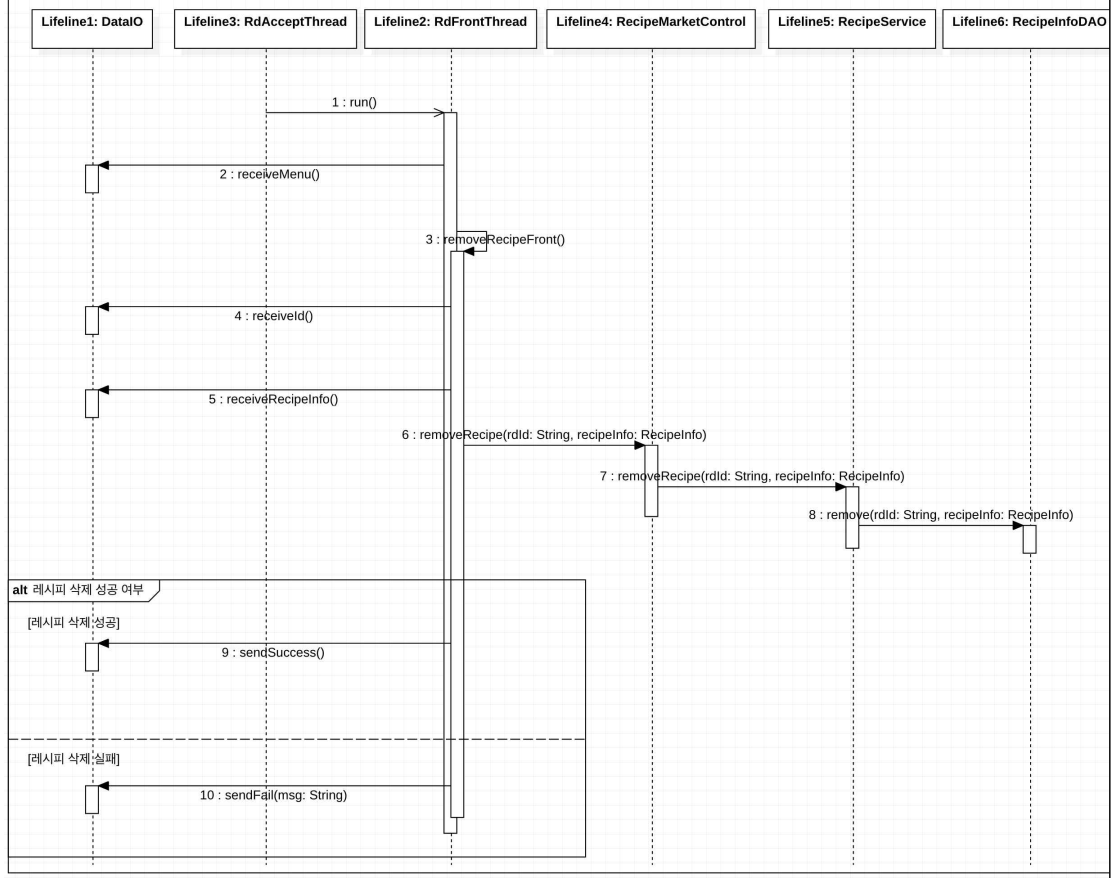 Lifeline1: DataIO
Lifeline3: RdAcceptThread
Lifeline2: RdFrontThread
Lifeline4: RecipeMarketControl
Lifeline5: RecipeService
Lifeline6: RecipeInfoDAO
1 : run()
2 : receiveMenu()
3 : removeRecipeFront()
4 : receiveId()
5 : receiveRecipeInfo()
6 : removeRecipe(rdId: String, recipeInfo: RecipeInfo)
7 : removeRecipe(rdId: String, recipeInfo: RecipeInfo)
8 : remove(rdId: String, recipeInfo: RecipeInfo)
alt 레시피 삭제 성공 여부
[레시피 삭제 성공]
9 : sendSuccess()
[레시피 삭제 실패]
10 : sendFail(msg: String)